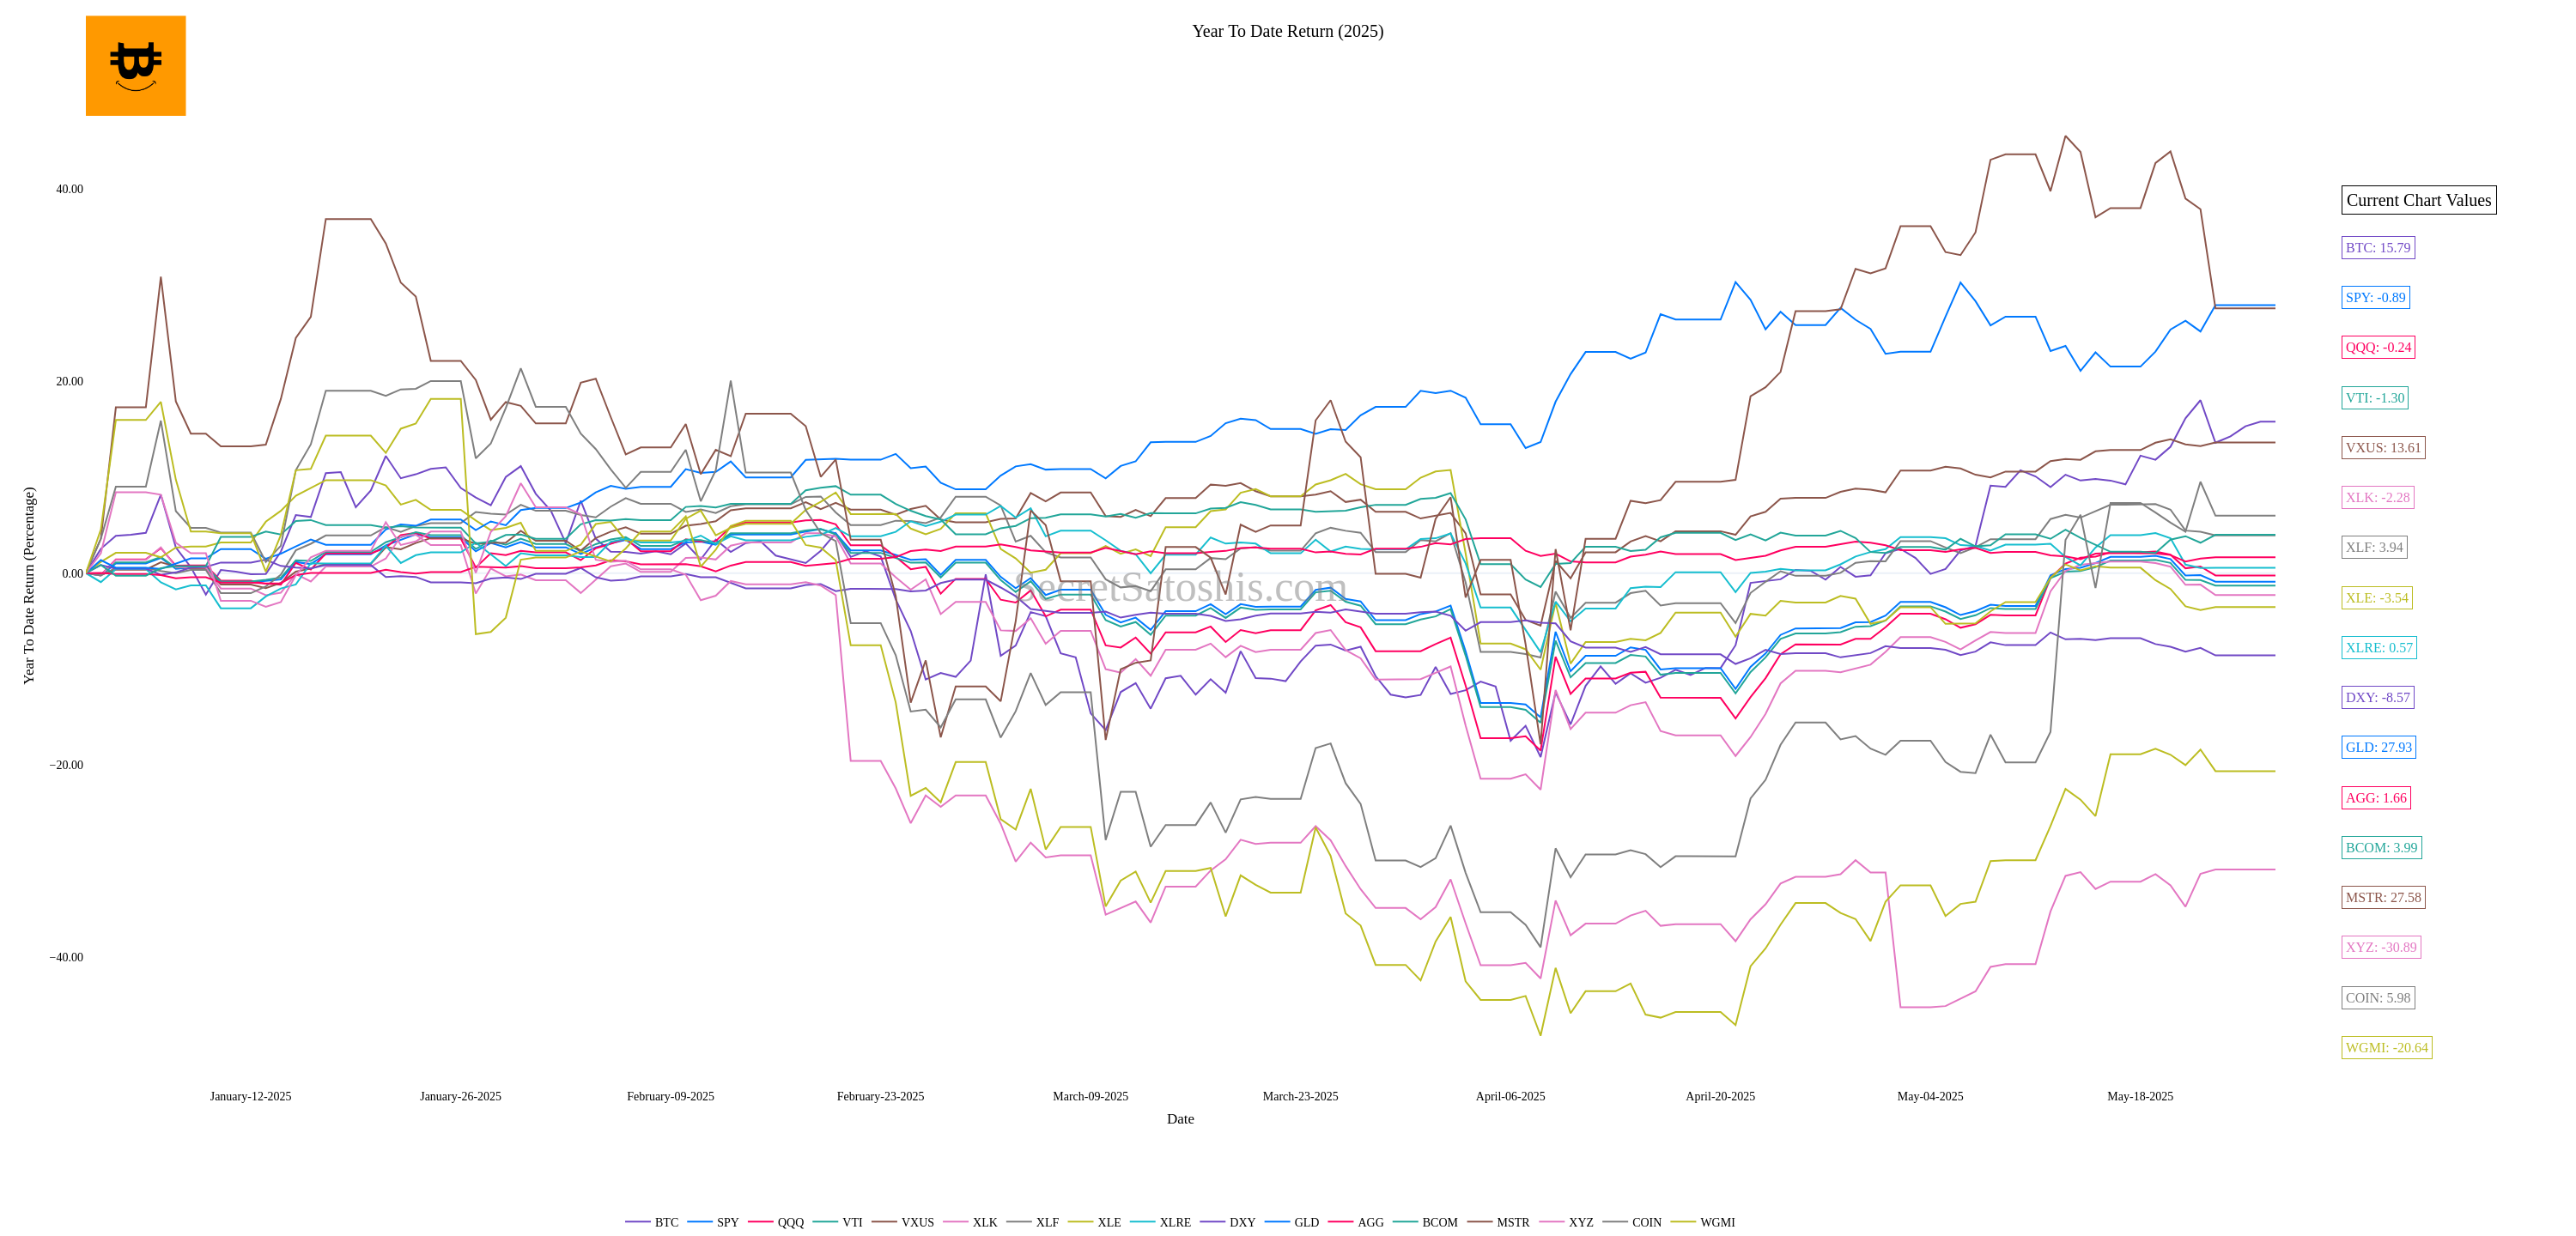 Year To Date Return (2025)
Year To Date Return (Percentage)
40.00
20.00
0.00
−20.00
−40.00
SecretSatoshis.com
Current Chart Values
BTC: 15.79
SPY: -0.89
QQQ: -0.24
VTI: -1.30
VXUS: 13.61
XLK: -2.28
XLF: 3.94
XLE: -3.54
XLRE: 0.57
DXY: -8.57
GLD: 27.93
AGG: 1.66
BCOM: 3.99
MSTR: 27.58
XYZ: -30.89
COIN: 5.98
WGMI: -20.64
January-12-2025 January-26-2025 February-09-2025 February-23-2025 March-09-2025 March-23-2025 April-06-2025 April-20-2025 May-04-2025 May-18-2025
Date
BTC SPY QQQ VTI VXUS XLK XLF XLE XLRE DXY GLD AGG BCOM MSTR XYZ COIN WGMI